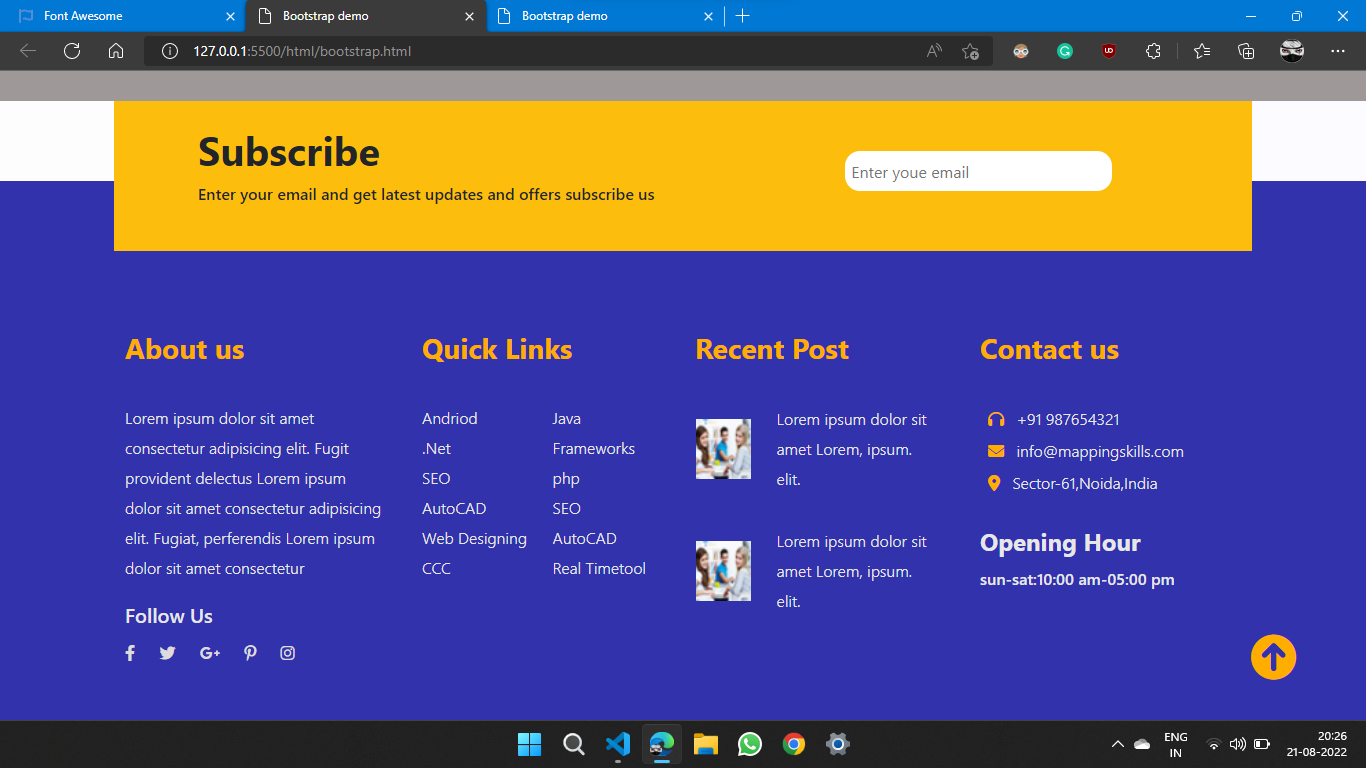 Font Awesome
Bootstrap demo
Bootstrap demo
127.0.0.1:5500/html/bootstrap.html
Subscribe
Enter your email and get latest updates and offers subscribe us
Enter youe email
About us
Lorem ipsum dolor sit amet
consectetur adipisicing elit. Fugit
provident delectus Lorem ipsum
dolor sit amet consectetur adipisicing
elit. Fugiat, perferendis Lorem ipsum
dolor sit amet consectetur
Follow Us
Quick Links
Andriod
.Net
SEO
AutoCAD
Web Designing
CCC
Java
Frameworks
php
SEO
AutoCAD
Real Timetool
Recent Post
Lorem ipsum dolor sit
amet Lorem, ipsum.
elit.
Lorem ipsum dolor sit
amet Lorem, ipsum.
elit.
Contact us
+91 987654321
info@mappingskills.com
Sector-61,Noida,India
Opening Hour
sun-sat:10:00 am-05:00 pm
ENG
IN
20:26
21-08-2022